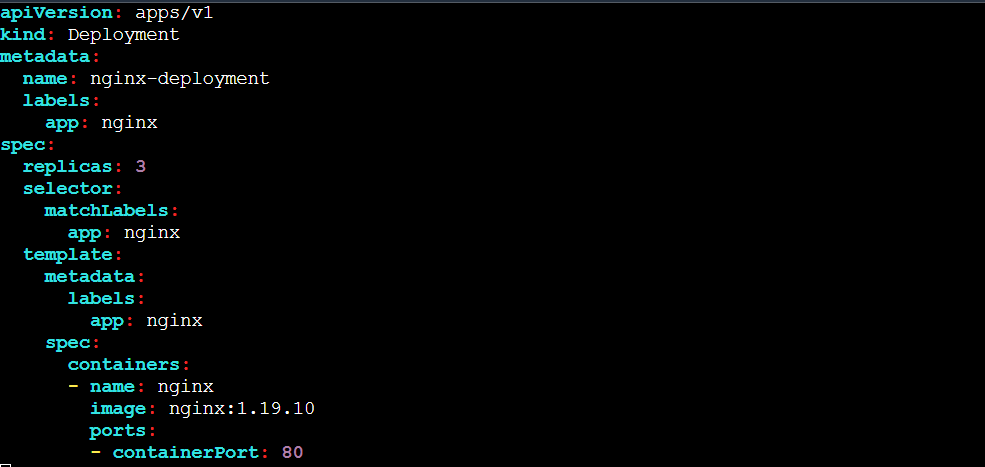 apiVersion: apps/v1
kind: Deployment
metadata:
  name: nginx-deployment
  labels:
    app: nginx
spec:
  replicas: 3
  selector:
    matchLabels:
      app: nginx
  template:
    metadata:
      labels:
        app: nginx
    spec:
      containers:
      - name: nginx
        image: nginx:1.19.10
        ports:
        - containerPort: 80